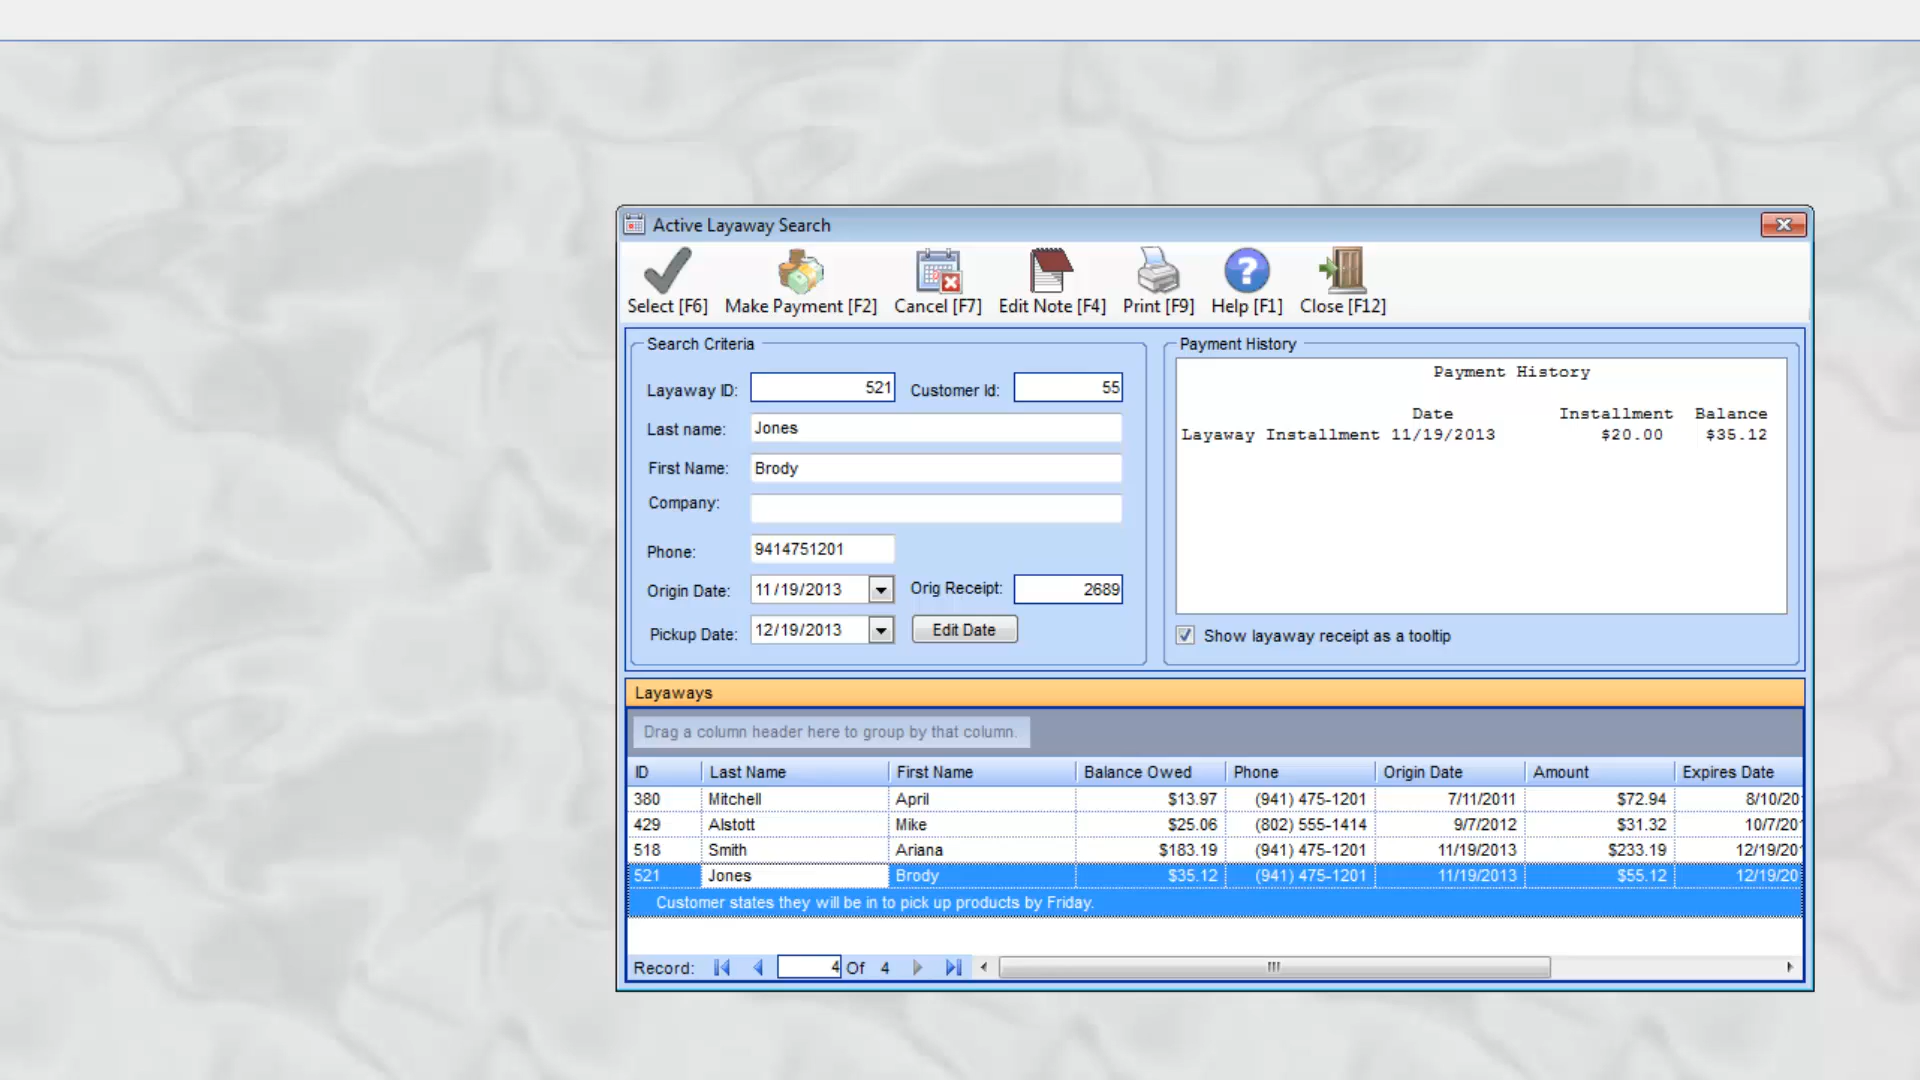 Active Layaway Search
Select [F6] Make Payment [F2] Cancel [F7] Edit Note [F4] Print [F9] Help [F1] Close [F12]
Search Criteria
Layaway ID: 521 Customer Id: 55
Last name: Jones
First Name: Brody
Company:
Phone: 9414751201
Origin Date: 11/19/2013 Orig Receipt: 2689
Pickup Date: 12/19/2013 Edit Date
Payment History
Payment History
Date Installment Balance
Layaway Installment 11/19/2013 $20.00 $35.12
Show layaway receipt as a tooltip
Layaways
Drag a column header here to group by that column.
ID Last Name First Name Balance Owed Phone Origin Date Amount Expires Date
380 Mitchell April $13.97 (941) 475-1201 7/11/2011 $72.94 8/10/20
429 Alstott Mike $25.06 (802) 555-1414 9/7/2012 $31.32 10/7/20
518 Smith Ariana $183.19 (941) 475-1201 11/19/2013 $233.19 12/19/20
521 Jones Brody $35.12 (941) 475-1201 11/19/2013 $55.12 12/19/20
Customer states they will be in to pick up products by Friday.
Record: 4 Of 4